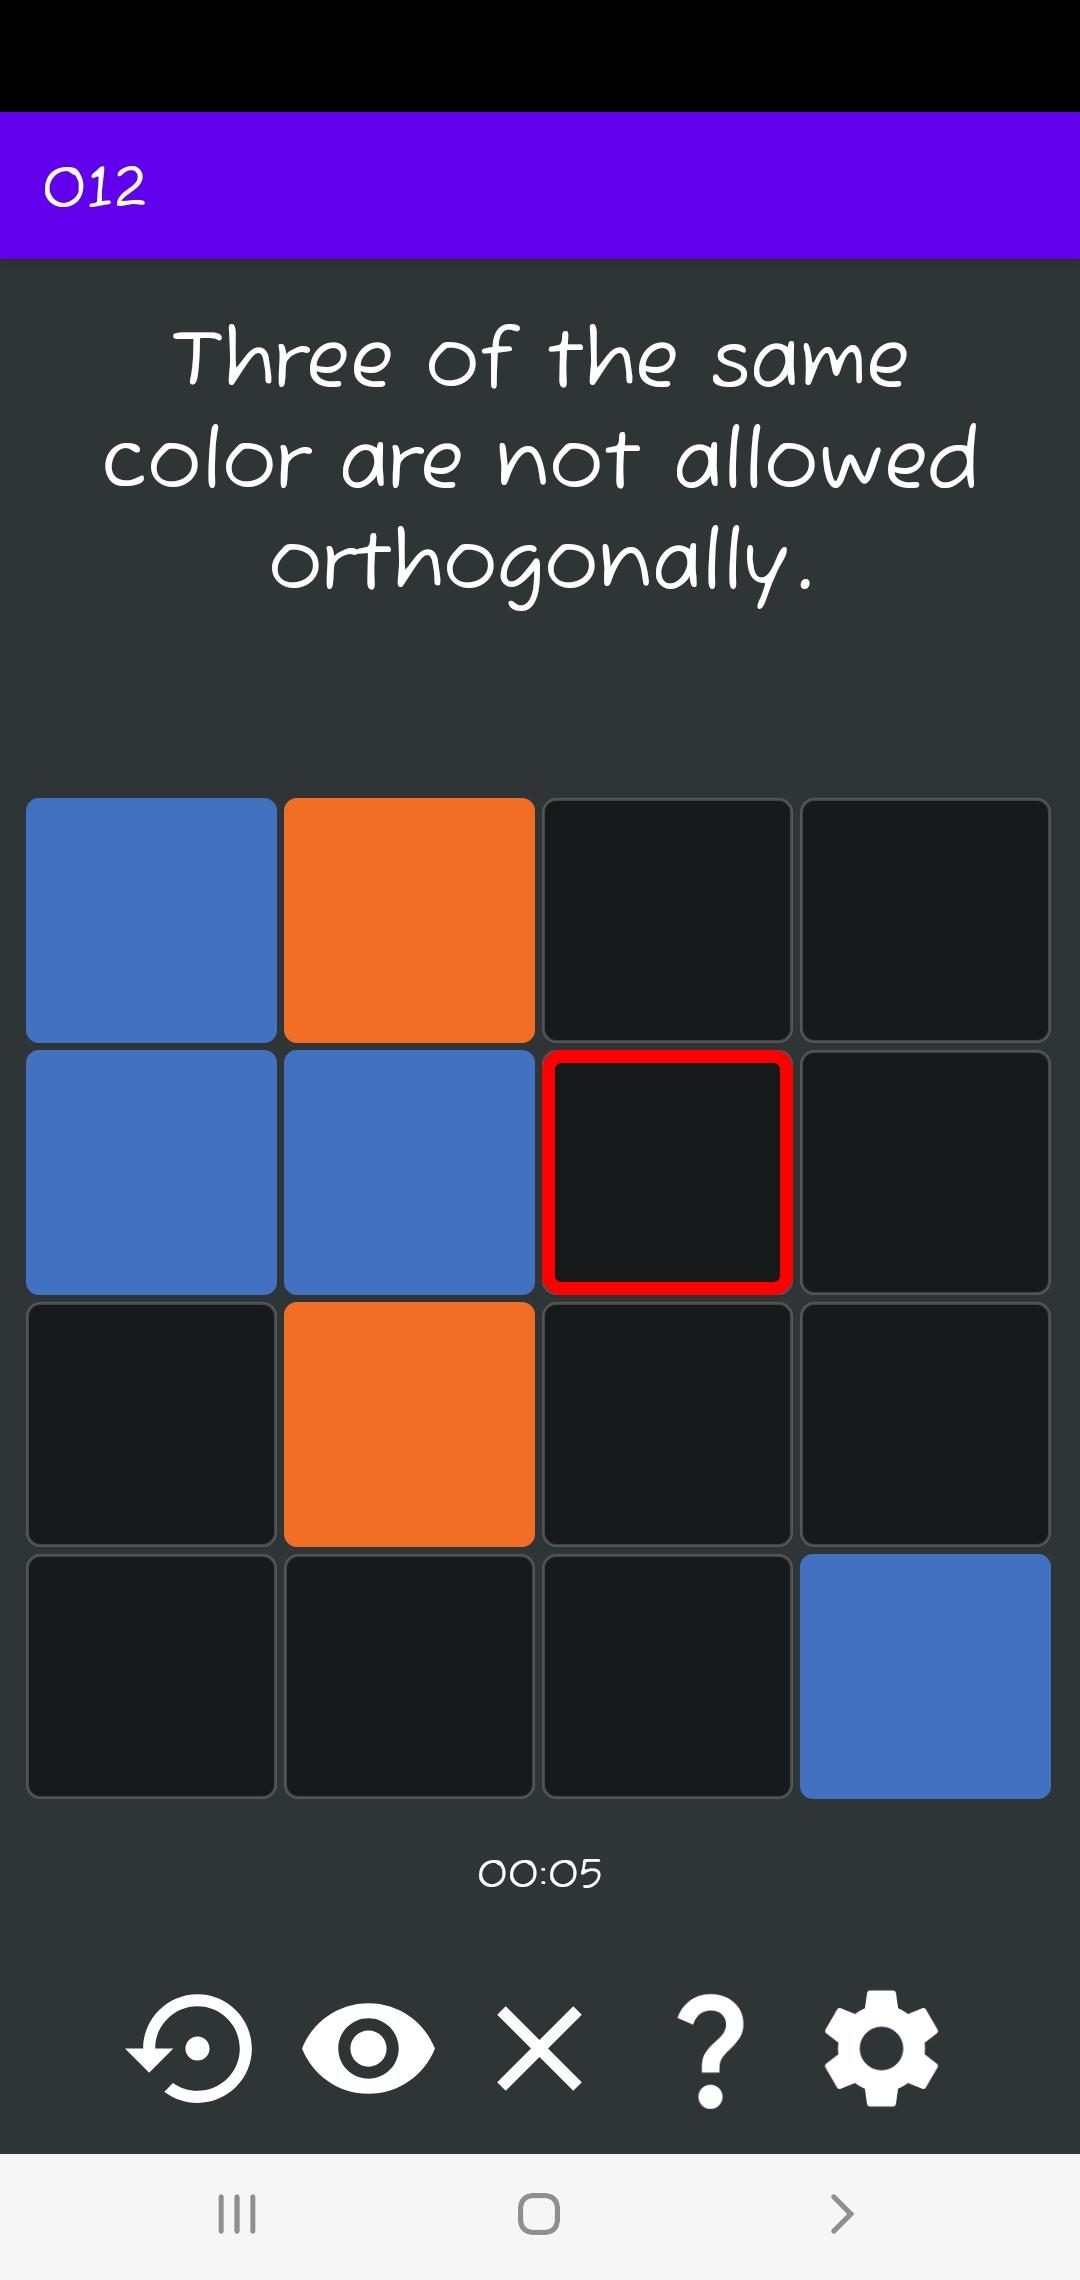 012
Three of the same
color are not allowed
orthogonally.
00:05
?